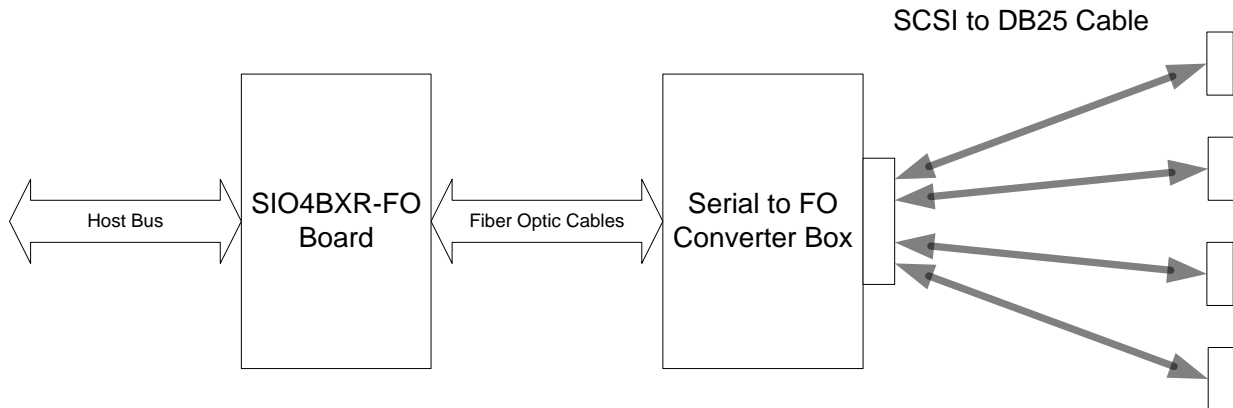 SCSI to DB25 Cable
Host Bus
SIO4BXR-FO
Board
Fiber Optic Cables
Serial to FO
Converter Box